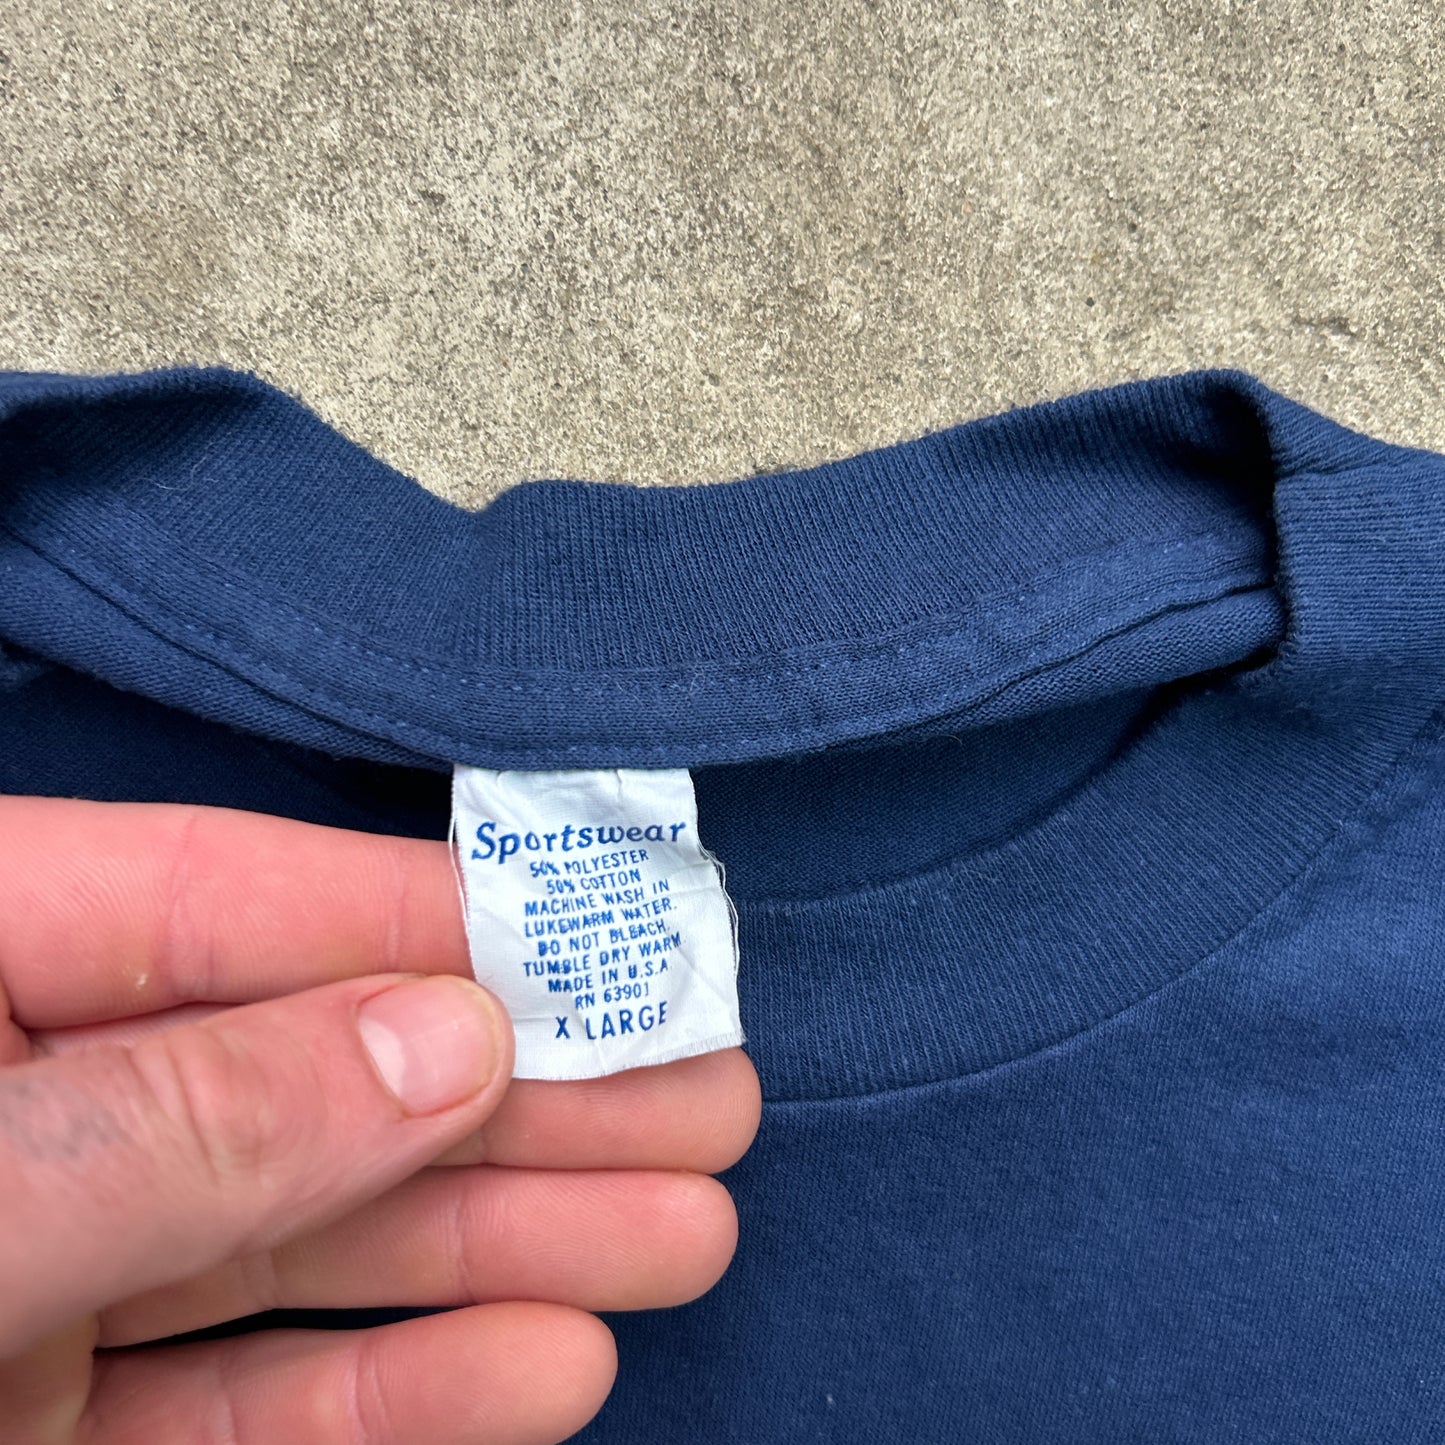 Sportswear
50% POLYESTER
50% COTTON
MACHINE WASH IN
LUKEWARM WATER.
DO NOT BLEACH.
TUMBLE DRY WARM
MADE IN U.S.A
RN 63901
X LARGE